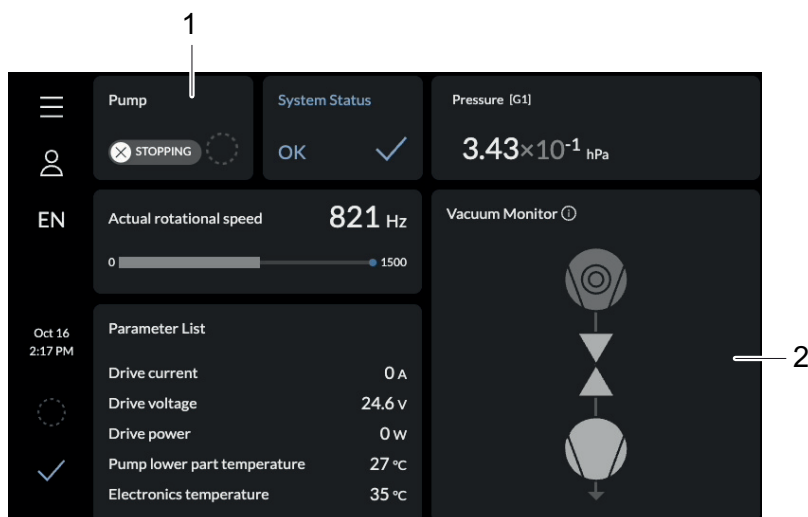 1
Pump
System Status
Pressure [G1]
STOPPING
OK
3.43×10⁻¹ hPa
EN
Actual rotational speed 821 Hz
0 1500
Vacuum Monitor
Oct 16
2:17 PM
Parameter List
Drive current 0 A
Drive voltage 24.6 V
Drive power 0 W
Pump lower part temperature 27 °C
Electronics temperature 35 °C
2